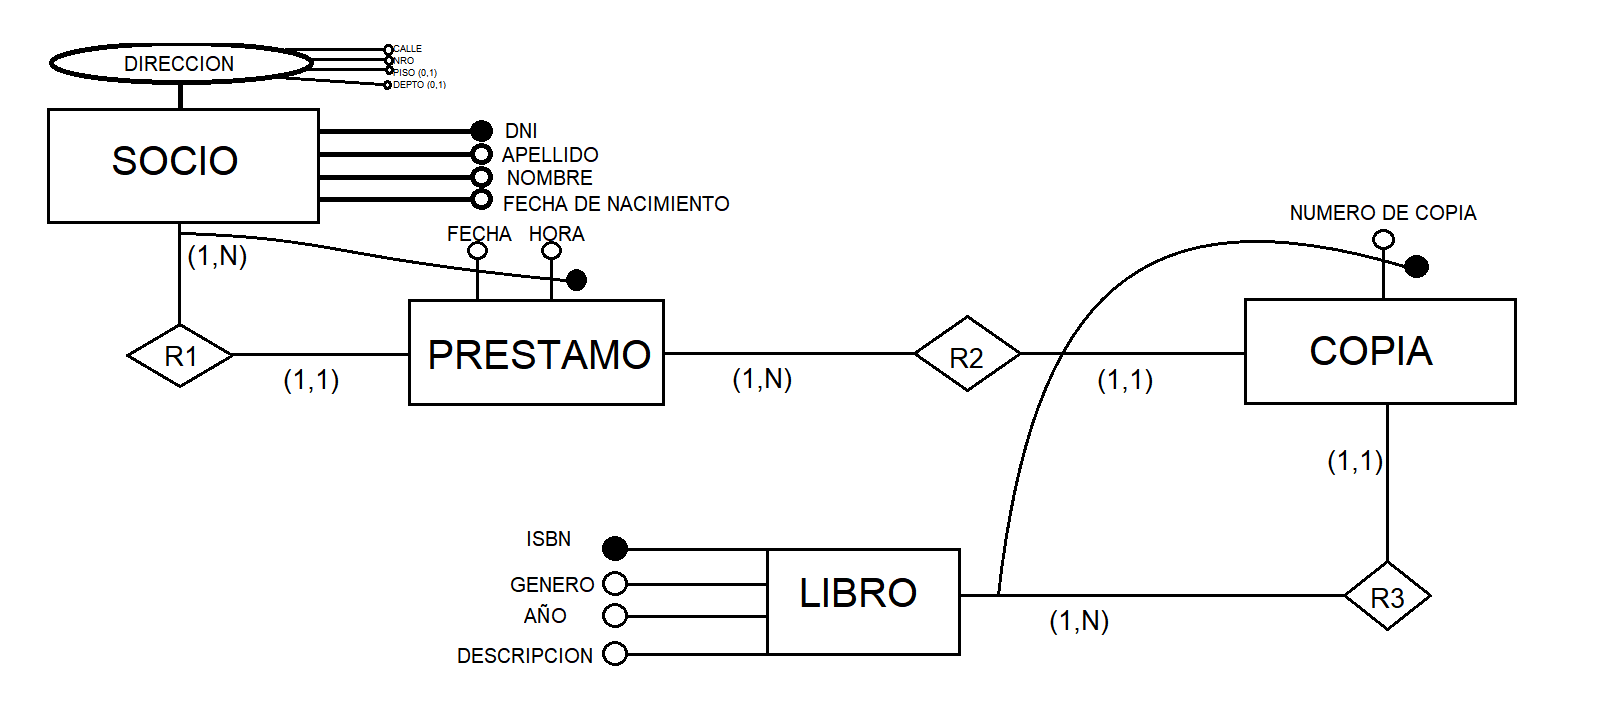 DIRECCION
CALLE
NRO
PISO (0,1)
DEPTO (0,1)
SOCIO
DNI
APELLIDO
NOMBRE
FECHA DE NACIMIENTO
(1,N)
FECHA
HORA
NUMERO DE COPIA
R1
(1,1)
PRESTAMO
(1,N)
R2
(1,1)
COPIA
(1,1)
ISBN
GENERO
AÑO
DESCRIPCION
LIBRO
(1,N)
R3